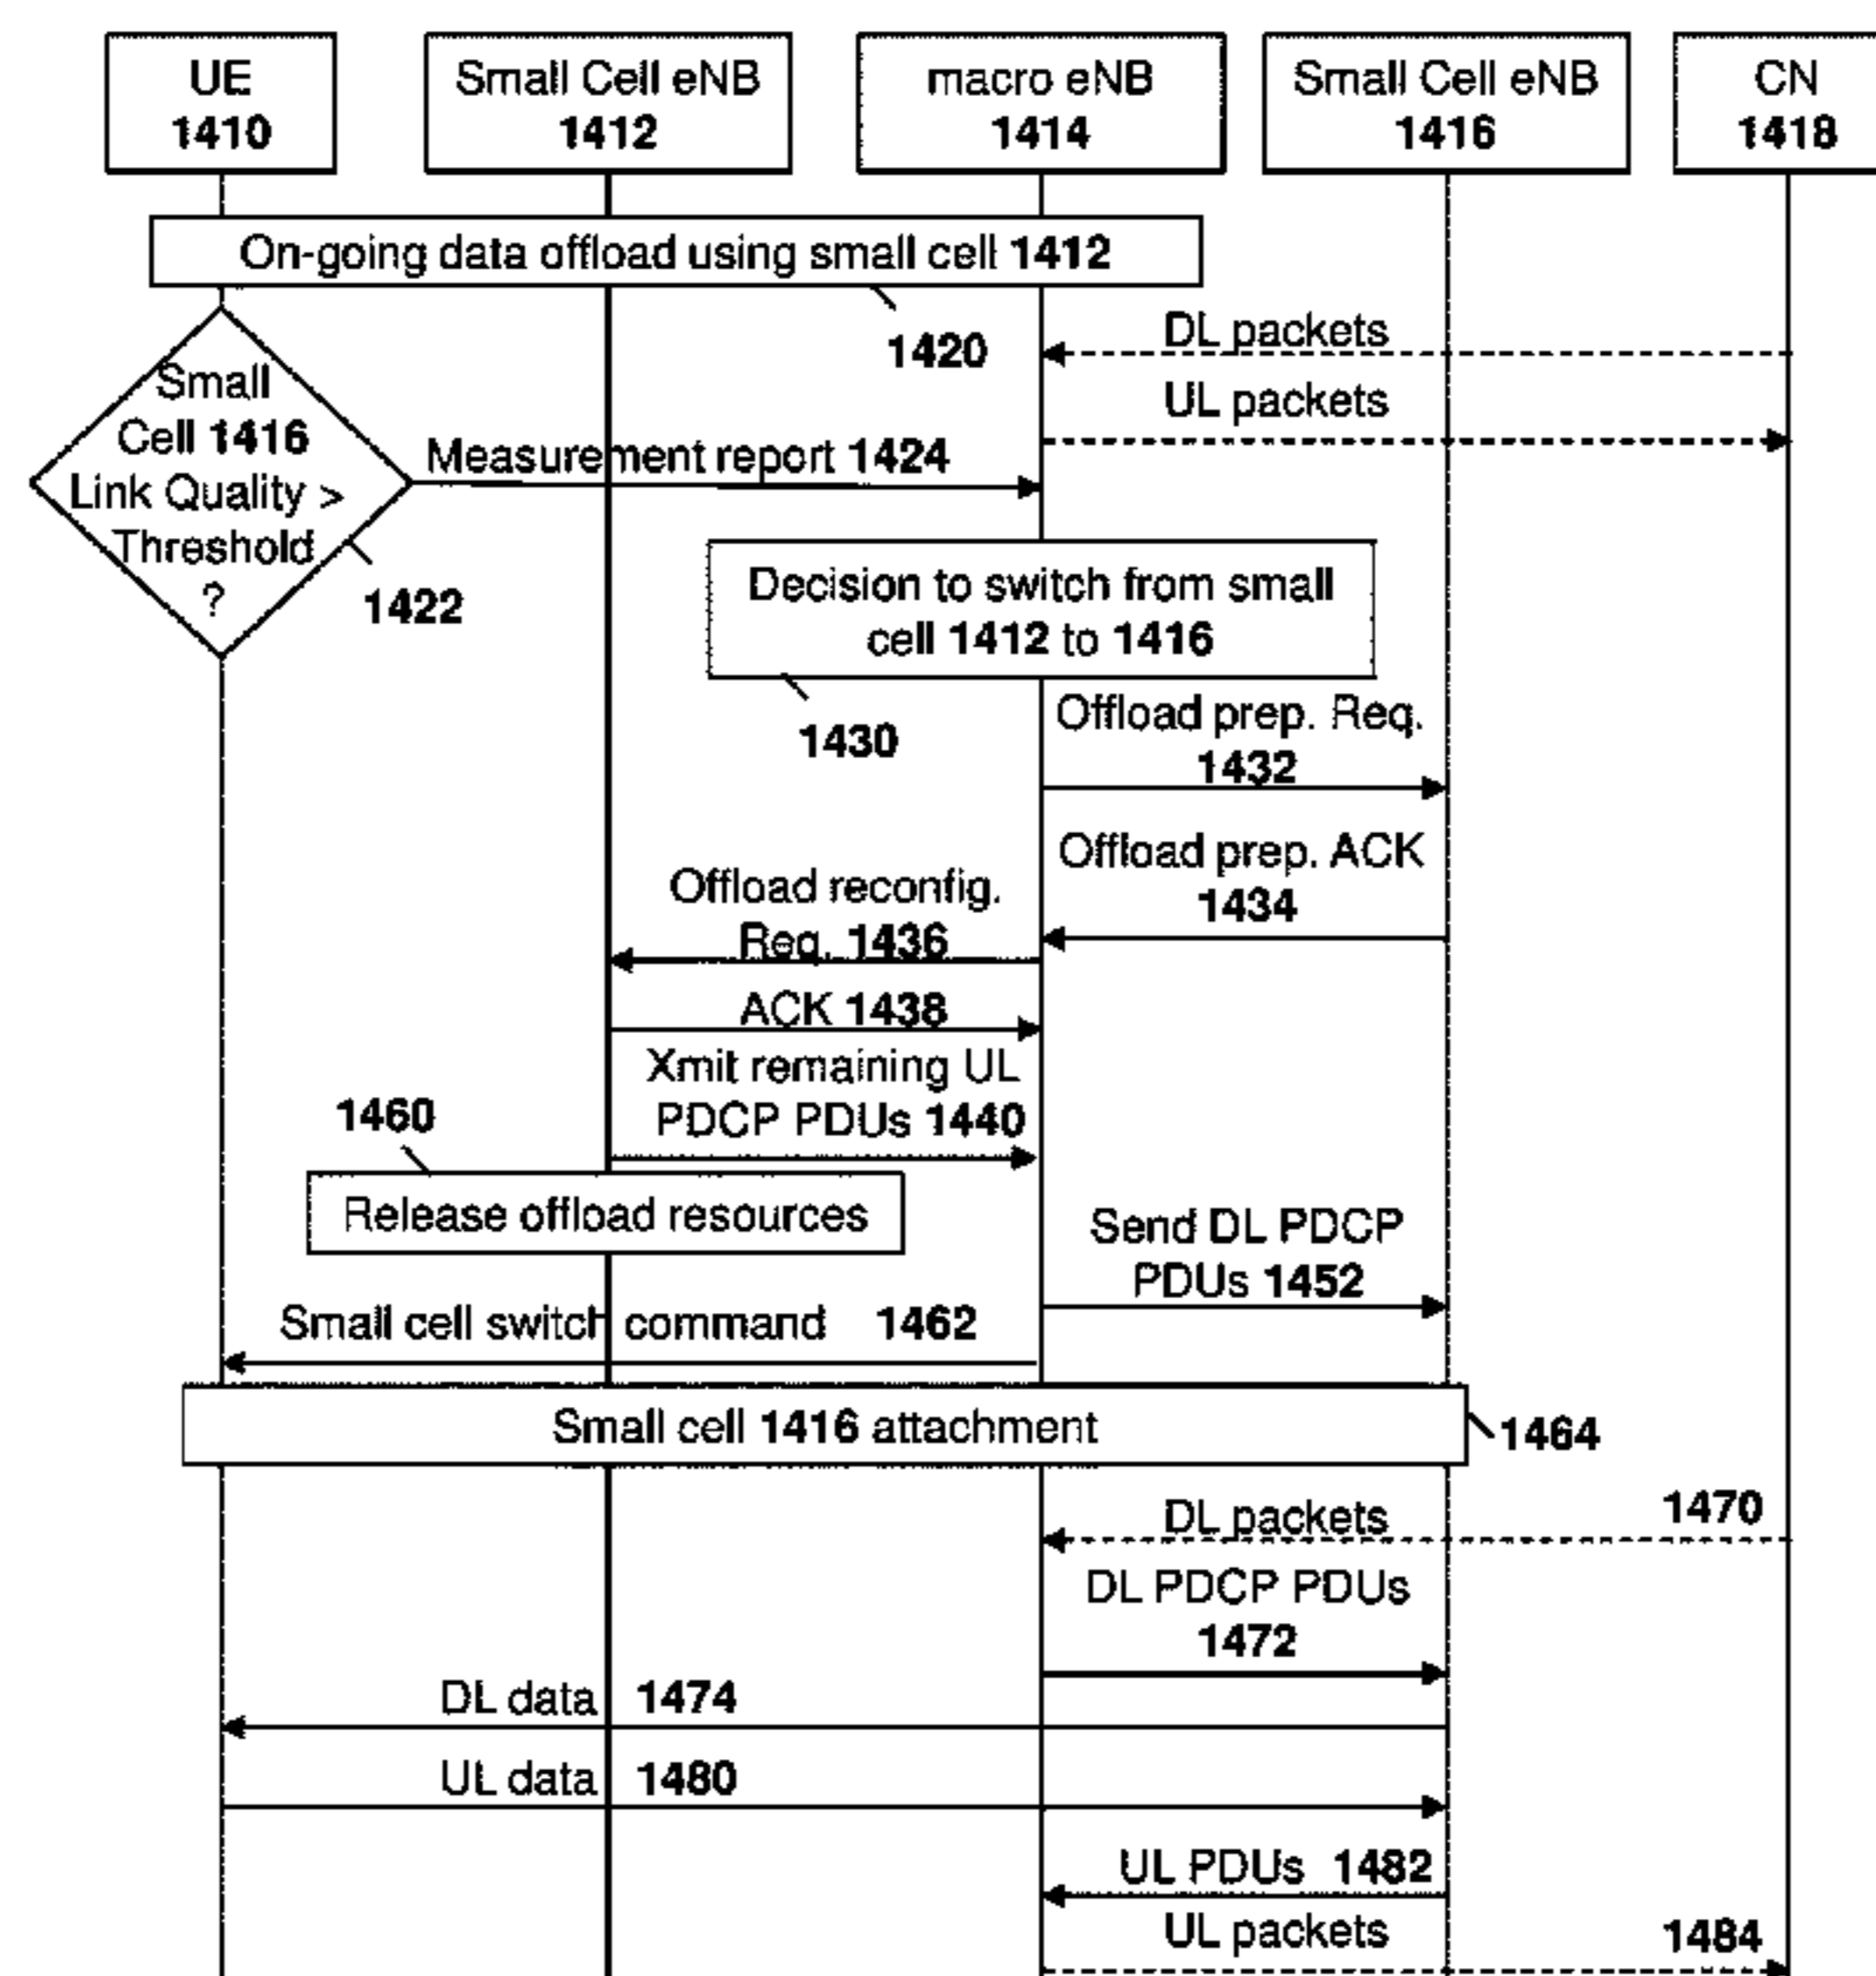 UE
1410
Small Cell eNB
1412
macro eNB
1414
Small Cell eNB
1416
CN
1418
On-going data offload using small cell 1412
1420
DL packets
UL packets
Small
Cell 1416
Link Quality >
Threshold
?
1422
Measurement report 1424
Decision to switch from small
cell 1412 to 1416
1430
Offload prep. Req.
1432
Offload prep. ACK
1434
Offload reconfig.
Req. 1436
ACK 1438
Xmit remaining UL
PDCP PDUs 1440
1460
Release offload resources
Send DL PDCP
PDUs 1452
Small cell switch command 1462
Small cell 1416 attachment
1464
DL packets 1470
DL PDCP PDUs
1472
DL data 1474
UL data 1480
UL PDUs 1482
UL packets 1484